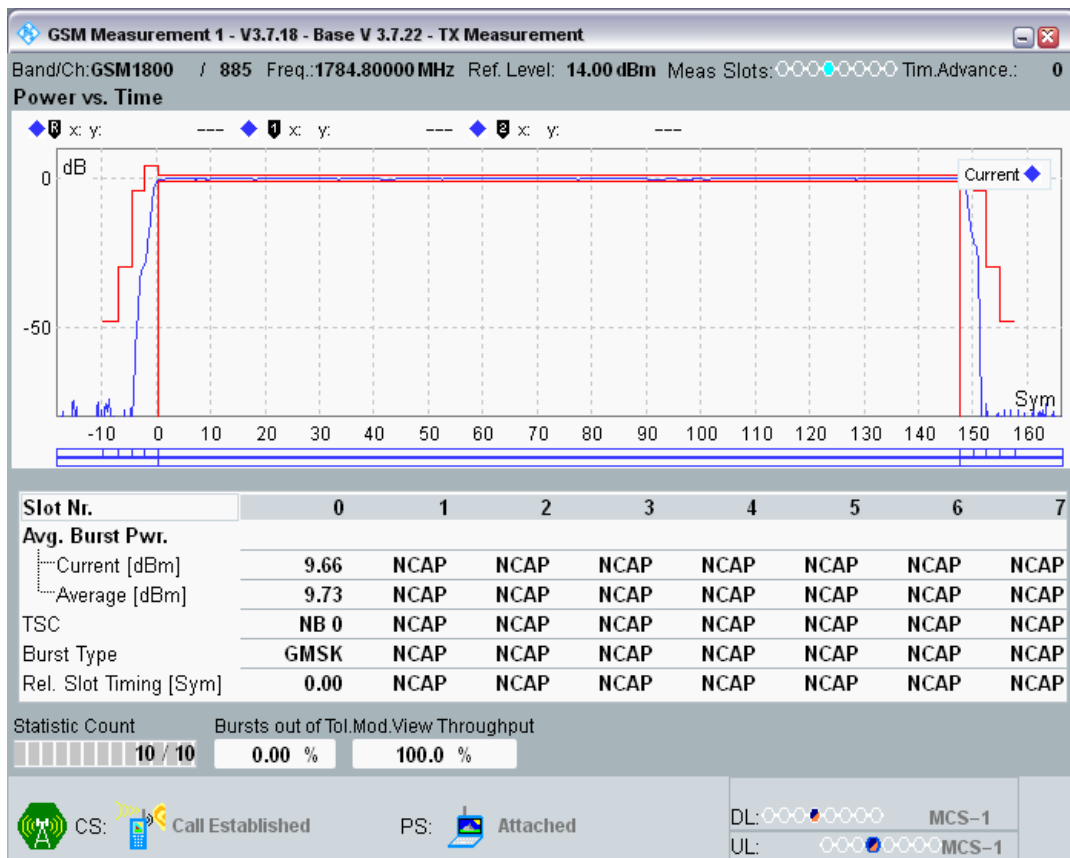 GSM Measurement 1 - V3.7.18 - Base V 3.7.22 - TX Measurement
Band/Ch:GSM1800 / 885 Freq.:1784.80000 MHz Ref. Level: 14.00 dBm Meas Slots: Tim.Advance.: 0
Power vs. Time
R x: y: --- 1 x: y: --- 2 x: y: ---
dB
Current
0
-50
Sym
-10 0 10 20 30 40 50 60 70 80 90 100 110 120 130 140 150 160
Slot Nr. 0 1 2 3 4 5 6 7
Avg. Burst Pwr.
Current [dBm] 9.66 NCAP NCAP NCAP NCAP NCAP NCAP NCAP
Average [dBm] 9.73 NCAP NCAP NCAP NCAP NCAP NCAP NCAP
TSC NB 0 NCAP NCAP NCAP NCAP NCAP NCAP NCAP
Burst Type GMSK NCAP NCAP NCAP NCAP NCAP NCAP NCAP
Rel. Slot Timing [Sym] 0.00 NCAP NCAP NCAP NCAP NCAP NCAP NCAP
Statistic Count Bursts out of Tol. Mod.View Throughput
10 / 10 0.00 % 100.0 %
CS: Call Established PS: Attached
DL: MCS-1
UL: MCS-1